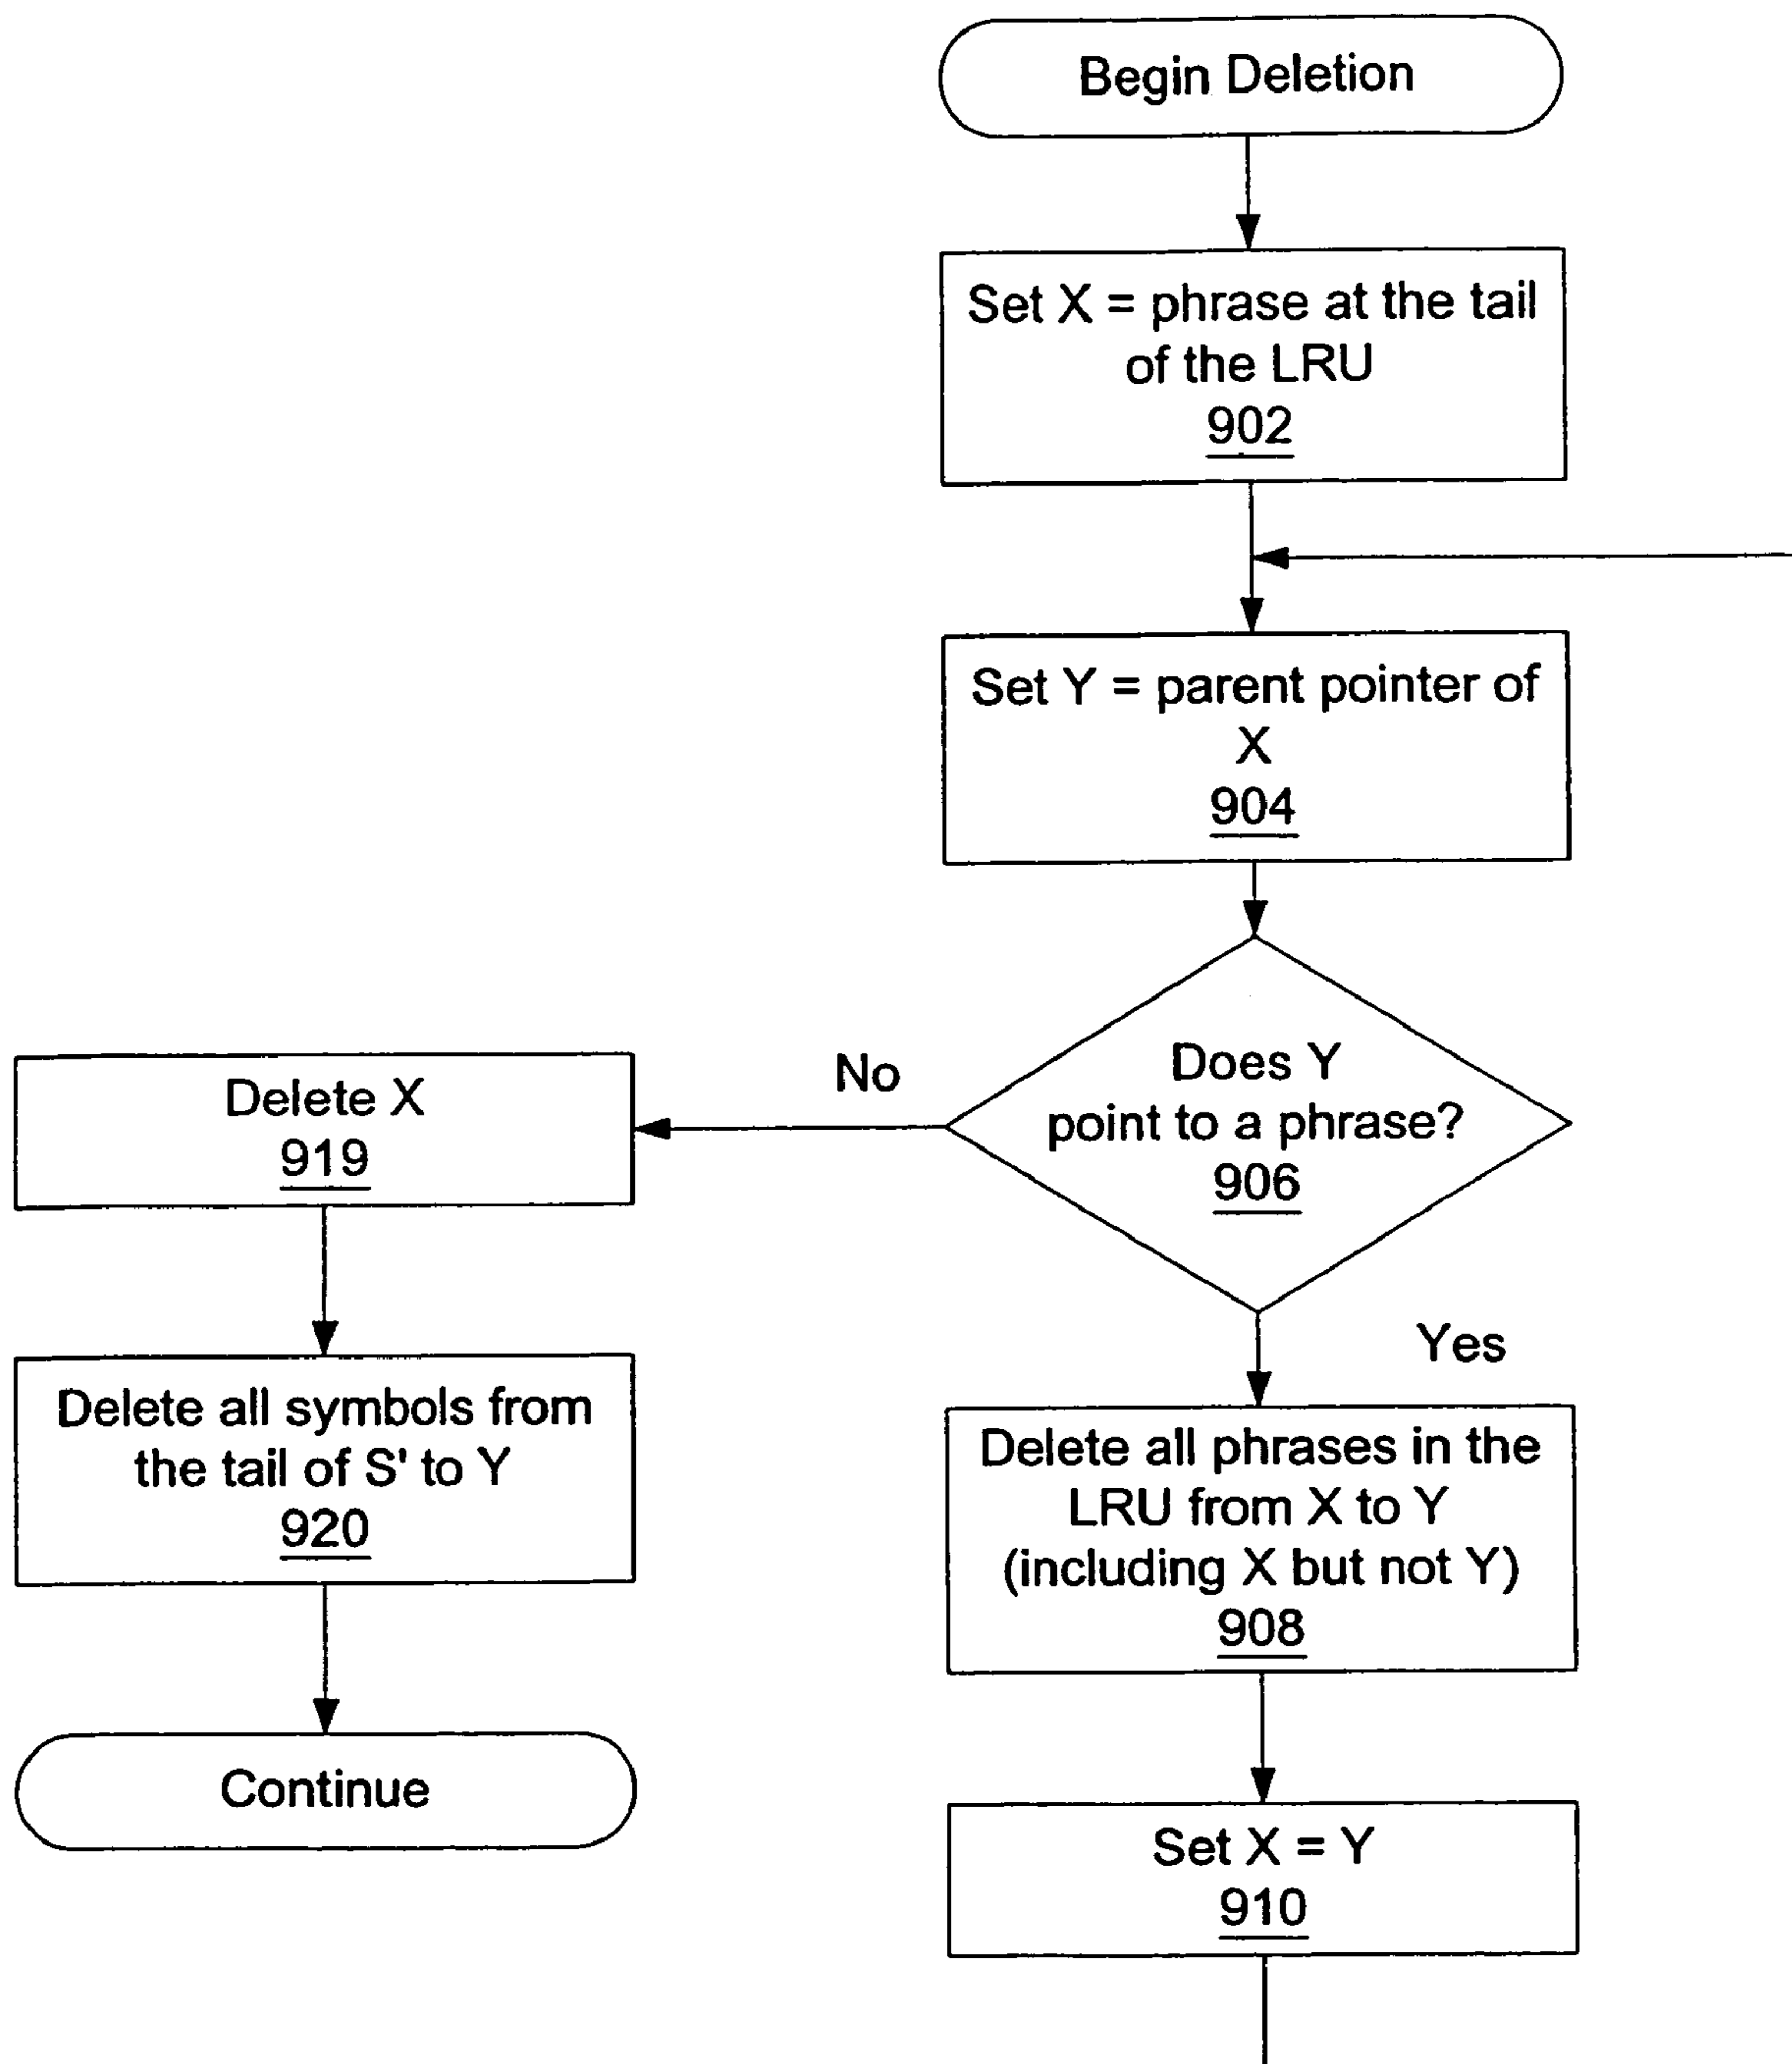 Begin Deletion
Set X = phrase at the tail
of the LRU
902
Set Y = parent pointer of
X
904
Does Y
point to a phrase?
906
No
Yes
Delete X
919
Delete all symbols from
the tail of S' to Y
920
Continue
Delete all phrases in the
LRU from X to Y
(including X but not Y)
908
Set X = Y
910